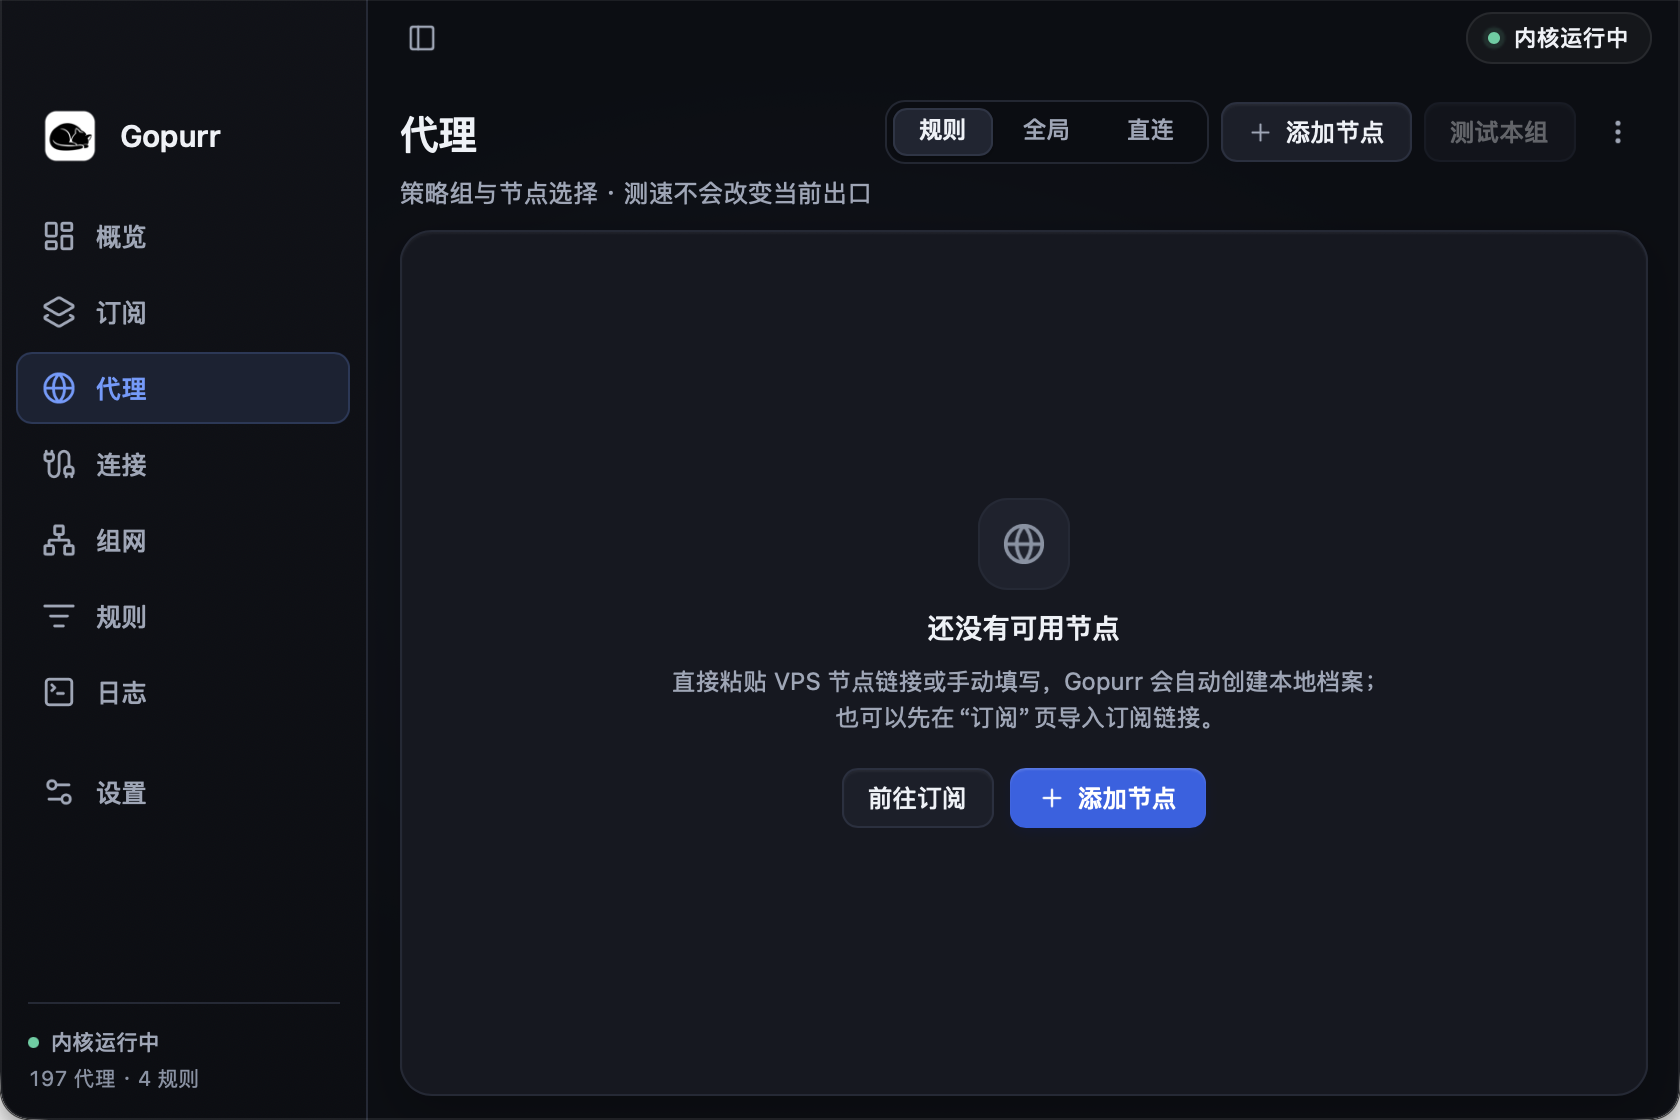 内核运行中
Gopurr
概览
订阅
代理
连接
组网
规则
日志
设置
内核运行中
197 代理 · 4 规则
代理
规则
全局
直连
添加节点
测试本组
策略组与节点选择 · 测速不会改变当前出口
还没有可用节点
直接粘贴 VPS 节点链接或手动填写，Gopurr 会自动创建本地档案；
也可以先在“订阅”页导入订阅链接。
前往订阅
添加节点